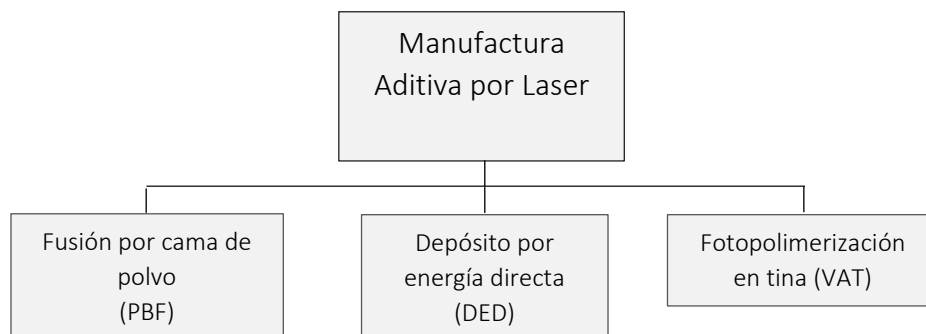 Manufactura
Aditiva por Laser
Fusión por cama de
polvo
(PBF)
Depósito por
energía directa
(DED)
Fotopolimerización
en tina (VAT)